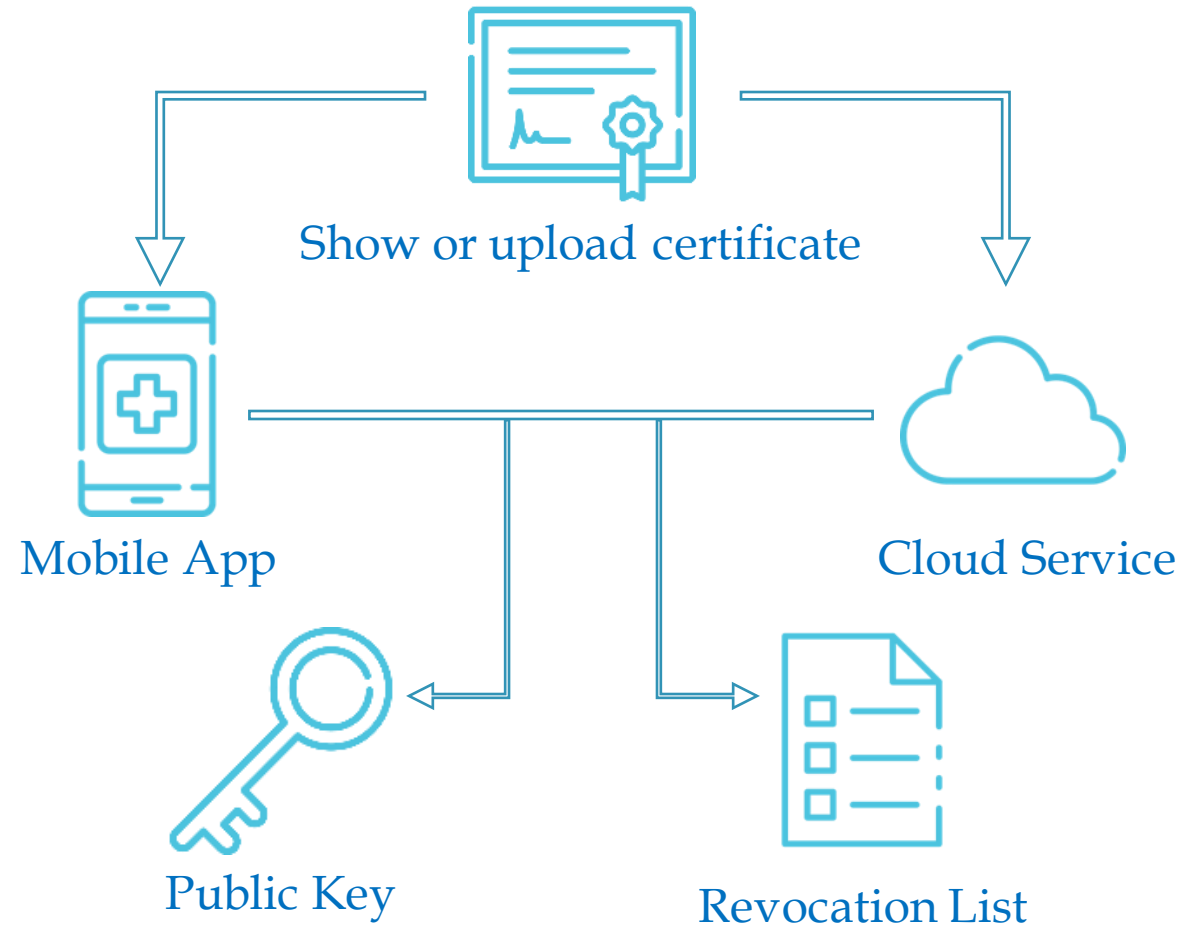 Show or upload certificate
Mobile App
Cloud Service
Public Key
Revocation List